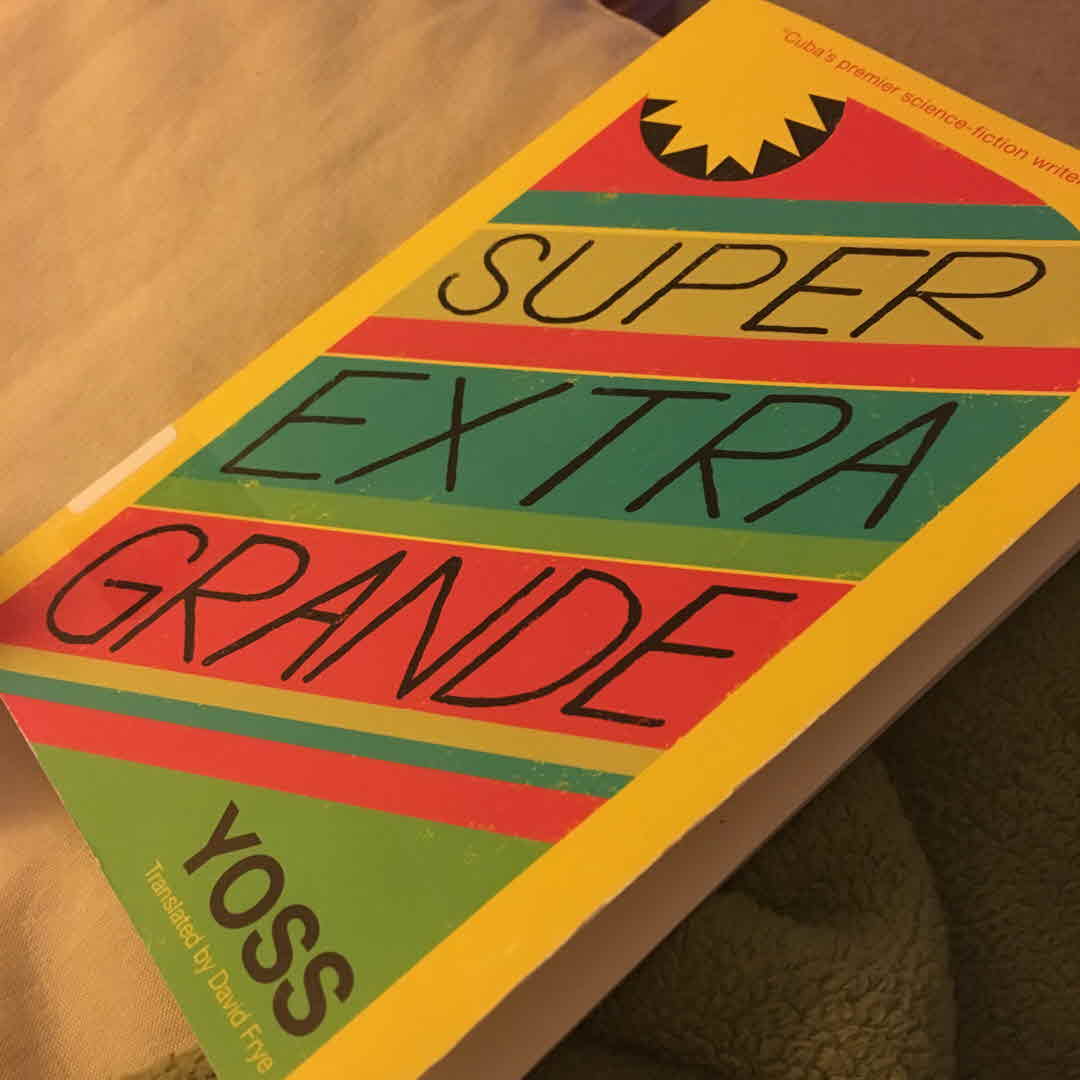 "Cuba's premier science-fiction writer
SUPER
EXTRA
GRANDE
YOSS
Translated by David Frye